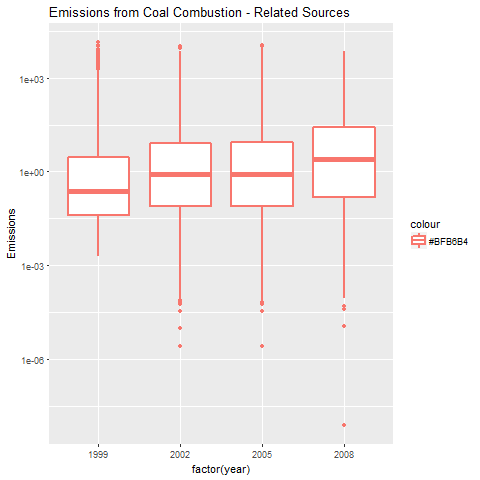 Emissions from Coal Combustion - Related Sources
1e+03
1e+00
1e-03
1e-06
Emissions
1999 2002 2005 2008
factor(year)
colour
#BFB6B4